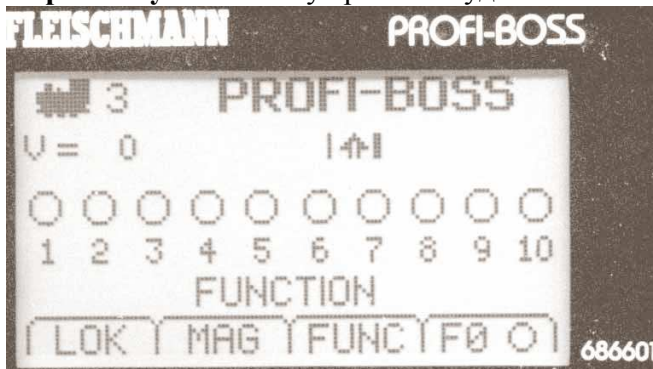 FLEISCHMANN PROFI-BOSS
3 PROFI-BOSS
V= 0
1 2 3 4 5 6 7 8 9 10
FUNCTION
LOK MAG FUNC F0
686601